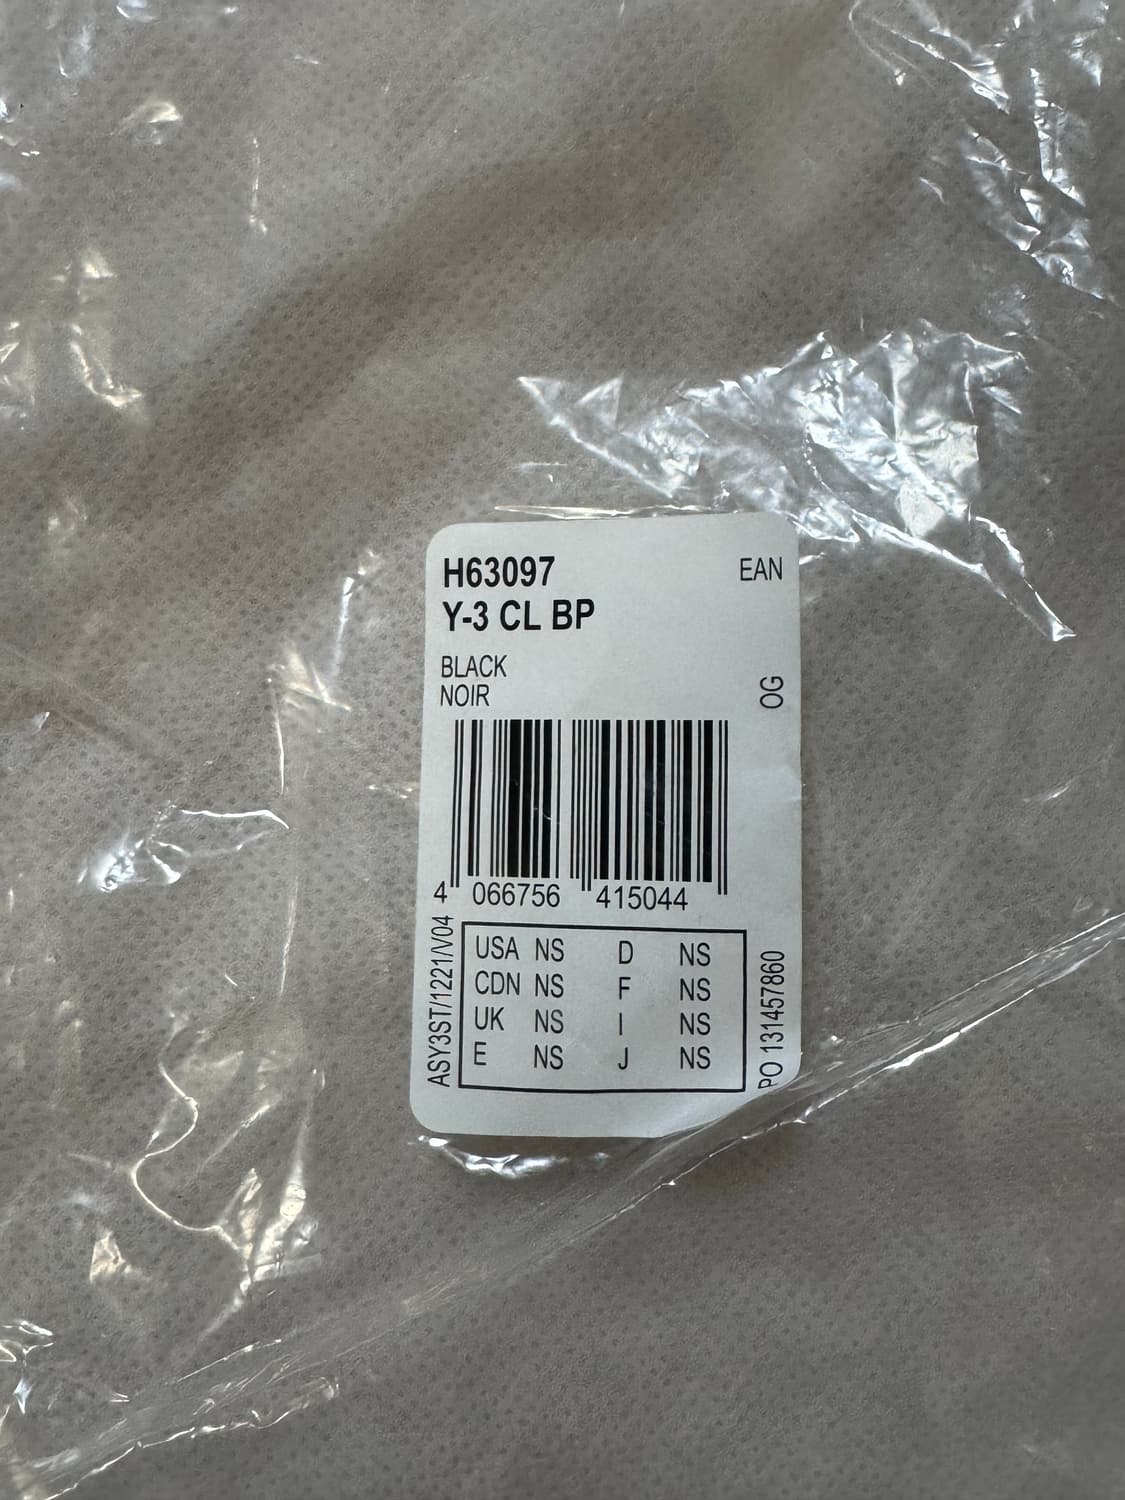 H63097 EAN
Y-3 CL BP
BLACK
NOIR
OG
4 066756 415044
ASY3ST/1221/V04
USA NS D NS
CDN NS F NS
UK NS I NS
E NS J NS
PO 131457860